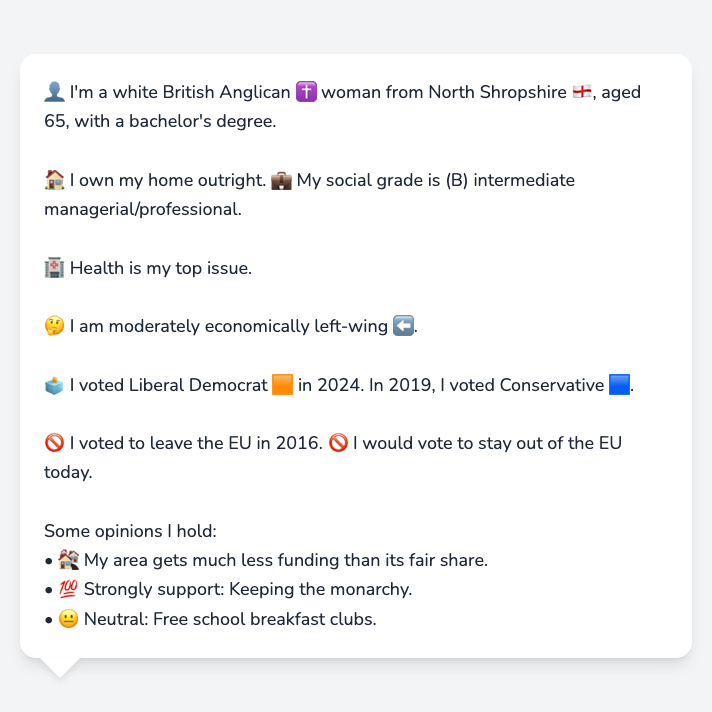 👤 I'm a white British Anglican ✝️ woman from North Shropshire 🏴󠁧󠁢󠁥󠁮󠁧󠁿, aged
65, with a bachelor's degree.
🏠 I own my home outright. 💼 My social grade is (B) intermediate
managerial/professional.
🏥 Health is my top issue.
🤔 I am moderately economically left-wing ⬅️.
🗳️ I voted Liberal Democrat 🟧 in 2024. In 2019, I voted Conservative 🟦.
🚫 I voted to leave the EU in 2016. 🚫 I would vote to stay out of the EU
today.
Some opinions I hold:
• 🏚️ My area gets much less funding than its fair share.
• 💯 Strongly support: Keeping the monarchy.
• 😐 Neutral: Free school breakfast clubs.